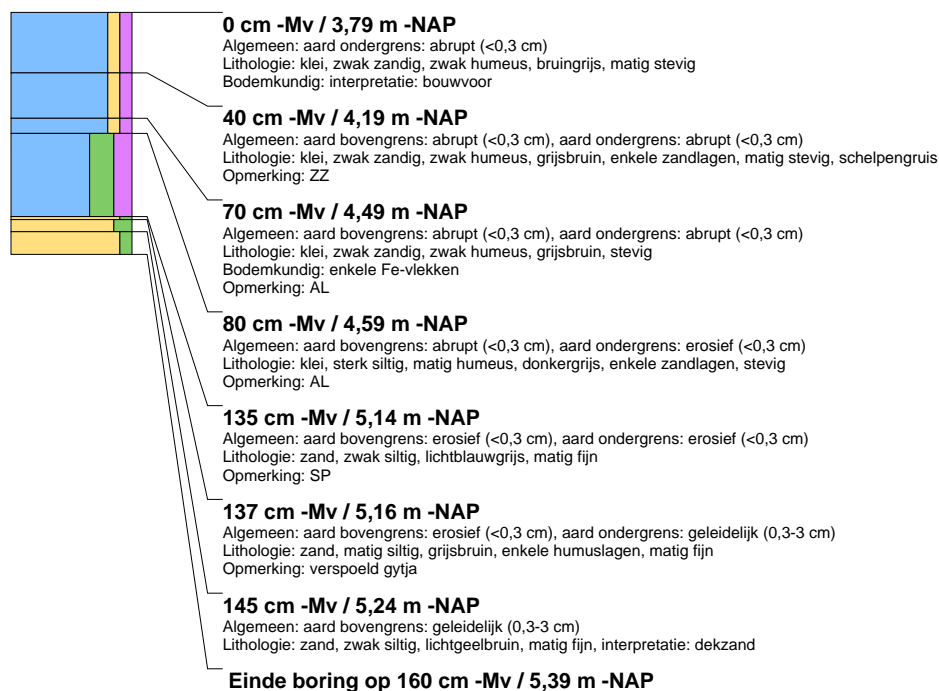 0 cm -Mv / 3,79 m -NAP
Algemeen: aard ondergrens: abrupt (<0,3 cm)
Lithologie: klei, zwak zandig, zwak humeus, bruingrijs, matig stevig
Bodemkundig: interpretatie: bouwvoor
40 cm -Mv / 4,19 m -NAP
Algemeen: aard bovengrens: abrupt (<0,3 cm), aard ondergrens: abrupt (<0,3 cm)
Lithologie: klei, zwak zandig, zwak humeus, grijsbruin, enkele zandlagen, matig stevig, schelpengruis
Opmerking: ZZ
70 cm -Mv / 4,49 m -NAP
Algemeen: aard bovengrens: abrupt (<0,3 cm), aard ondergrens: abrupt (<0,3 cm)
Lithologie: klei, zwak zandig, zwak humeus, grijsbruin, stevig
Bodemkundig: enkele Fe-vlekken
Opmerking: AL
80 cm -Mv / 4,59 m -NAP
Algemeen: aard bovengrens: abrupt (<0,3 cm), aard ondergrens: erosief (<0,3 cm)
Lithologie: klei, sterk siltig, matig humeus, donkergrijs, enkele zandlagen, stevig
Opmerking: AL
135 cm -Mv / 5,14 m -NAP
Algemeen: aard bovengrens: erosief (<0,3 cm), aard ondergrens: erosief (<0,3 cm)
Lithologie: zand, zwak siltig, lichtblauwgrijs, matig fijn
Opmerking: SP
137 cm -Mv / 5,16 m -NAP
Algemeen: aard bovengrens: erosief (<0,3 cm), aard ondergrens: geleidelijk (0,3-3 cm)
Lithologie: zand, matig siltig, grijsbruin, enkele humuslagen, matig fijn
Opmerking: verspoeld gytja
145 cm -Mv / 5,24 m -NAP
Algemeen: aard bovengrens: geleidelijk (0,3-3 cm)
Lithologie: zand, zwak siltig, lichtgeelbruin, matig fijn, interpretatie: dekzand
Einde boring op 160 cm -Mv / 5,39 m -NAP